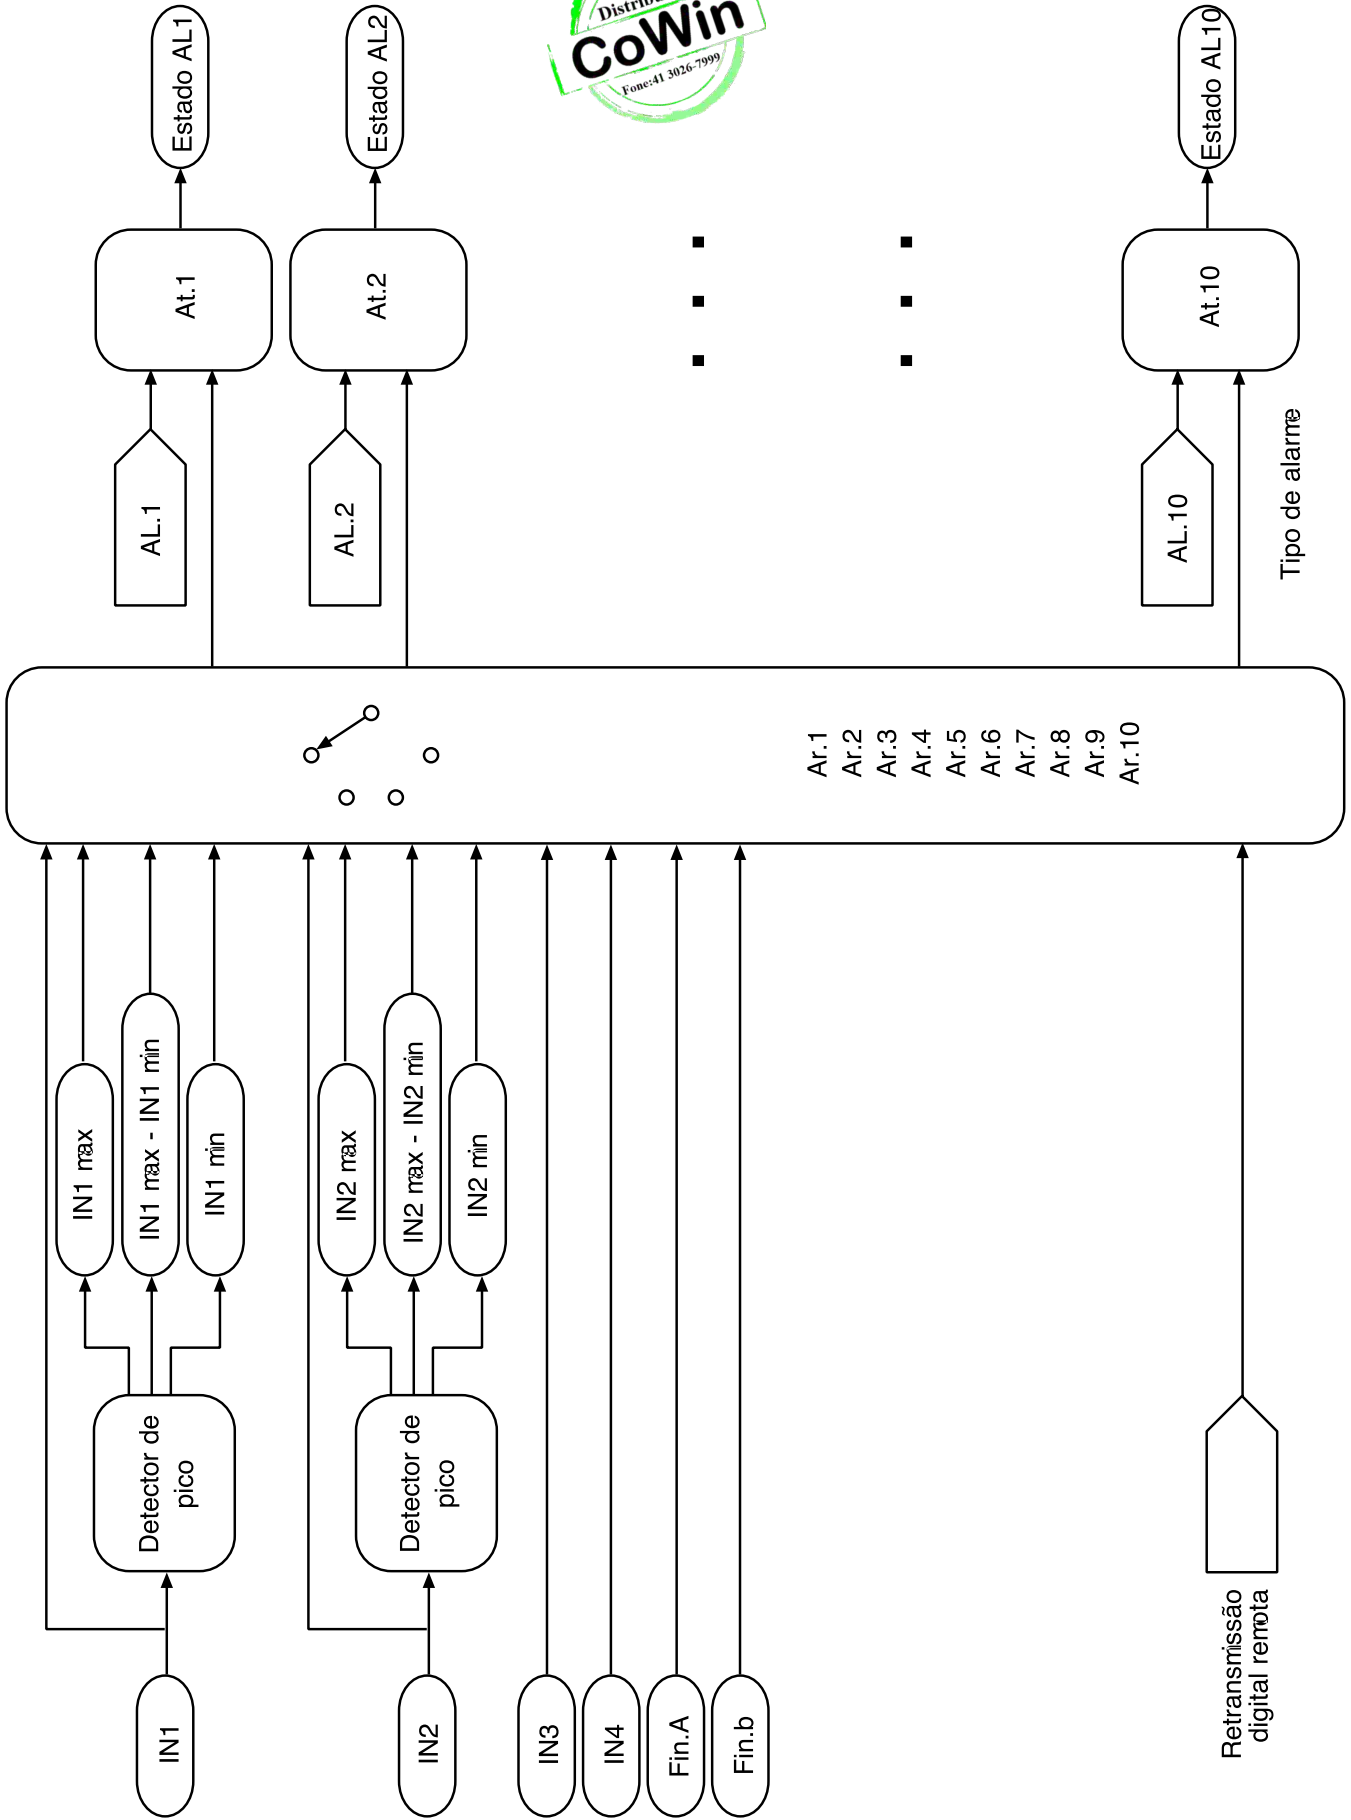 Estado AL1
Estado AL2
Estado AL10
At.1
At.2
At.10
AL.1
AL.2
AL.10
Tipo de alarme
Ar.1
Ar.2
Ar.3
Ar.4
Ar.5
Ar.6
Ar.7
Ar.8
Ar.9
Ar.10
IN1 max
IN1 max - IN1 min
IN1 min
IN2 max
IN2 max - IN2 min
IN2 min
Detector de
pico
Detector de
pico
IN1
IN2
IN3
IN4
Fin.A
Fin.b
Retransmissão
digital remota
CoWin
Fone:41 3026-7999